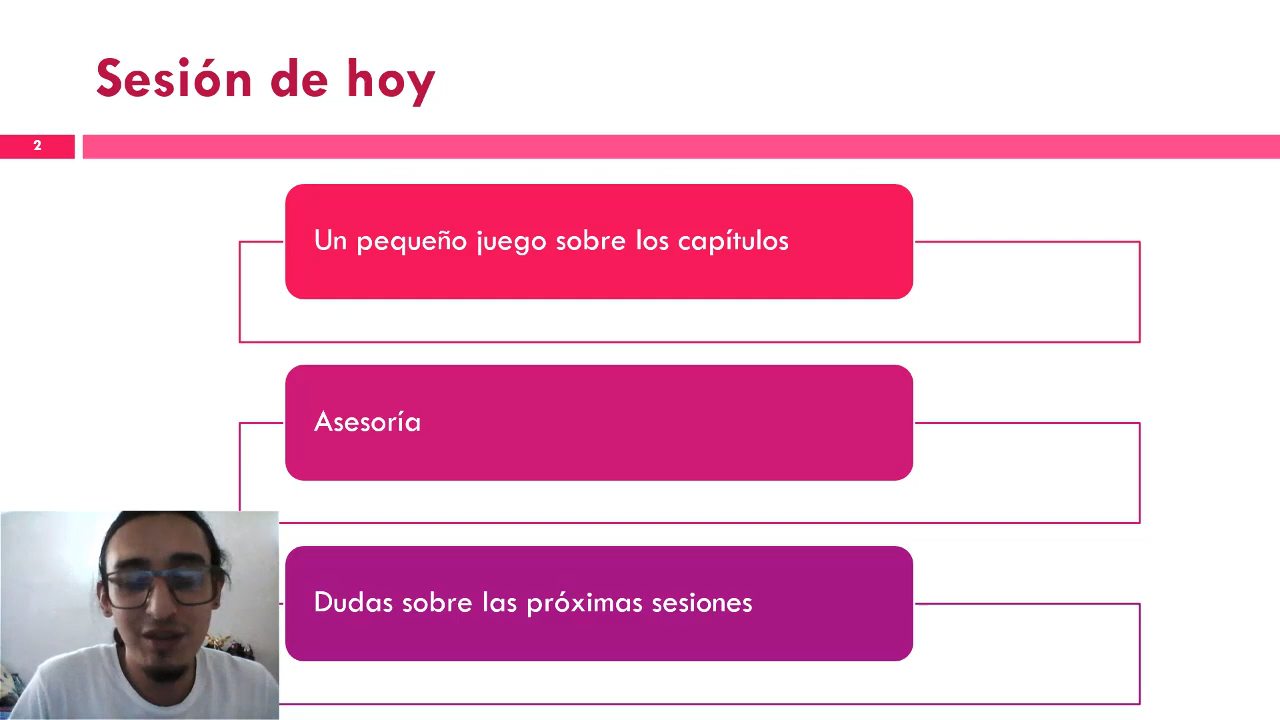 Sesión de hoy
2
Un pequeño juego sobre los capítulos
Asesoría
Dudas sobre las próximas sesiones